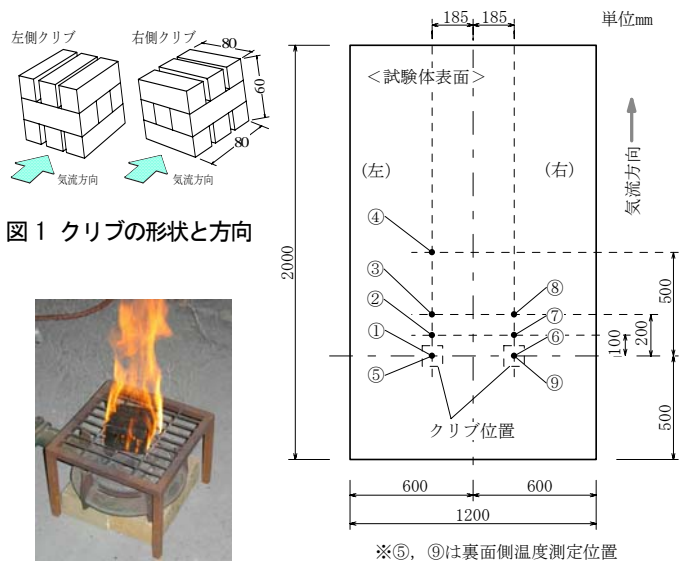 左側クリブ
右側クリブ
80
60
80
気流方向
気流方向
図 1 クリブの形状と方向
単位mm
185
185
＜試験体表面＞
(左)
(右)
気流方向
2000
④
③
②
①
⑤
⑧
⑦
⑥
⑨
クリブ位置
500
200
100
500
600
600
1200
※⑤，⑨は裏面側温度測定位置